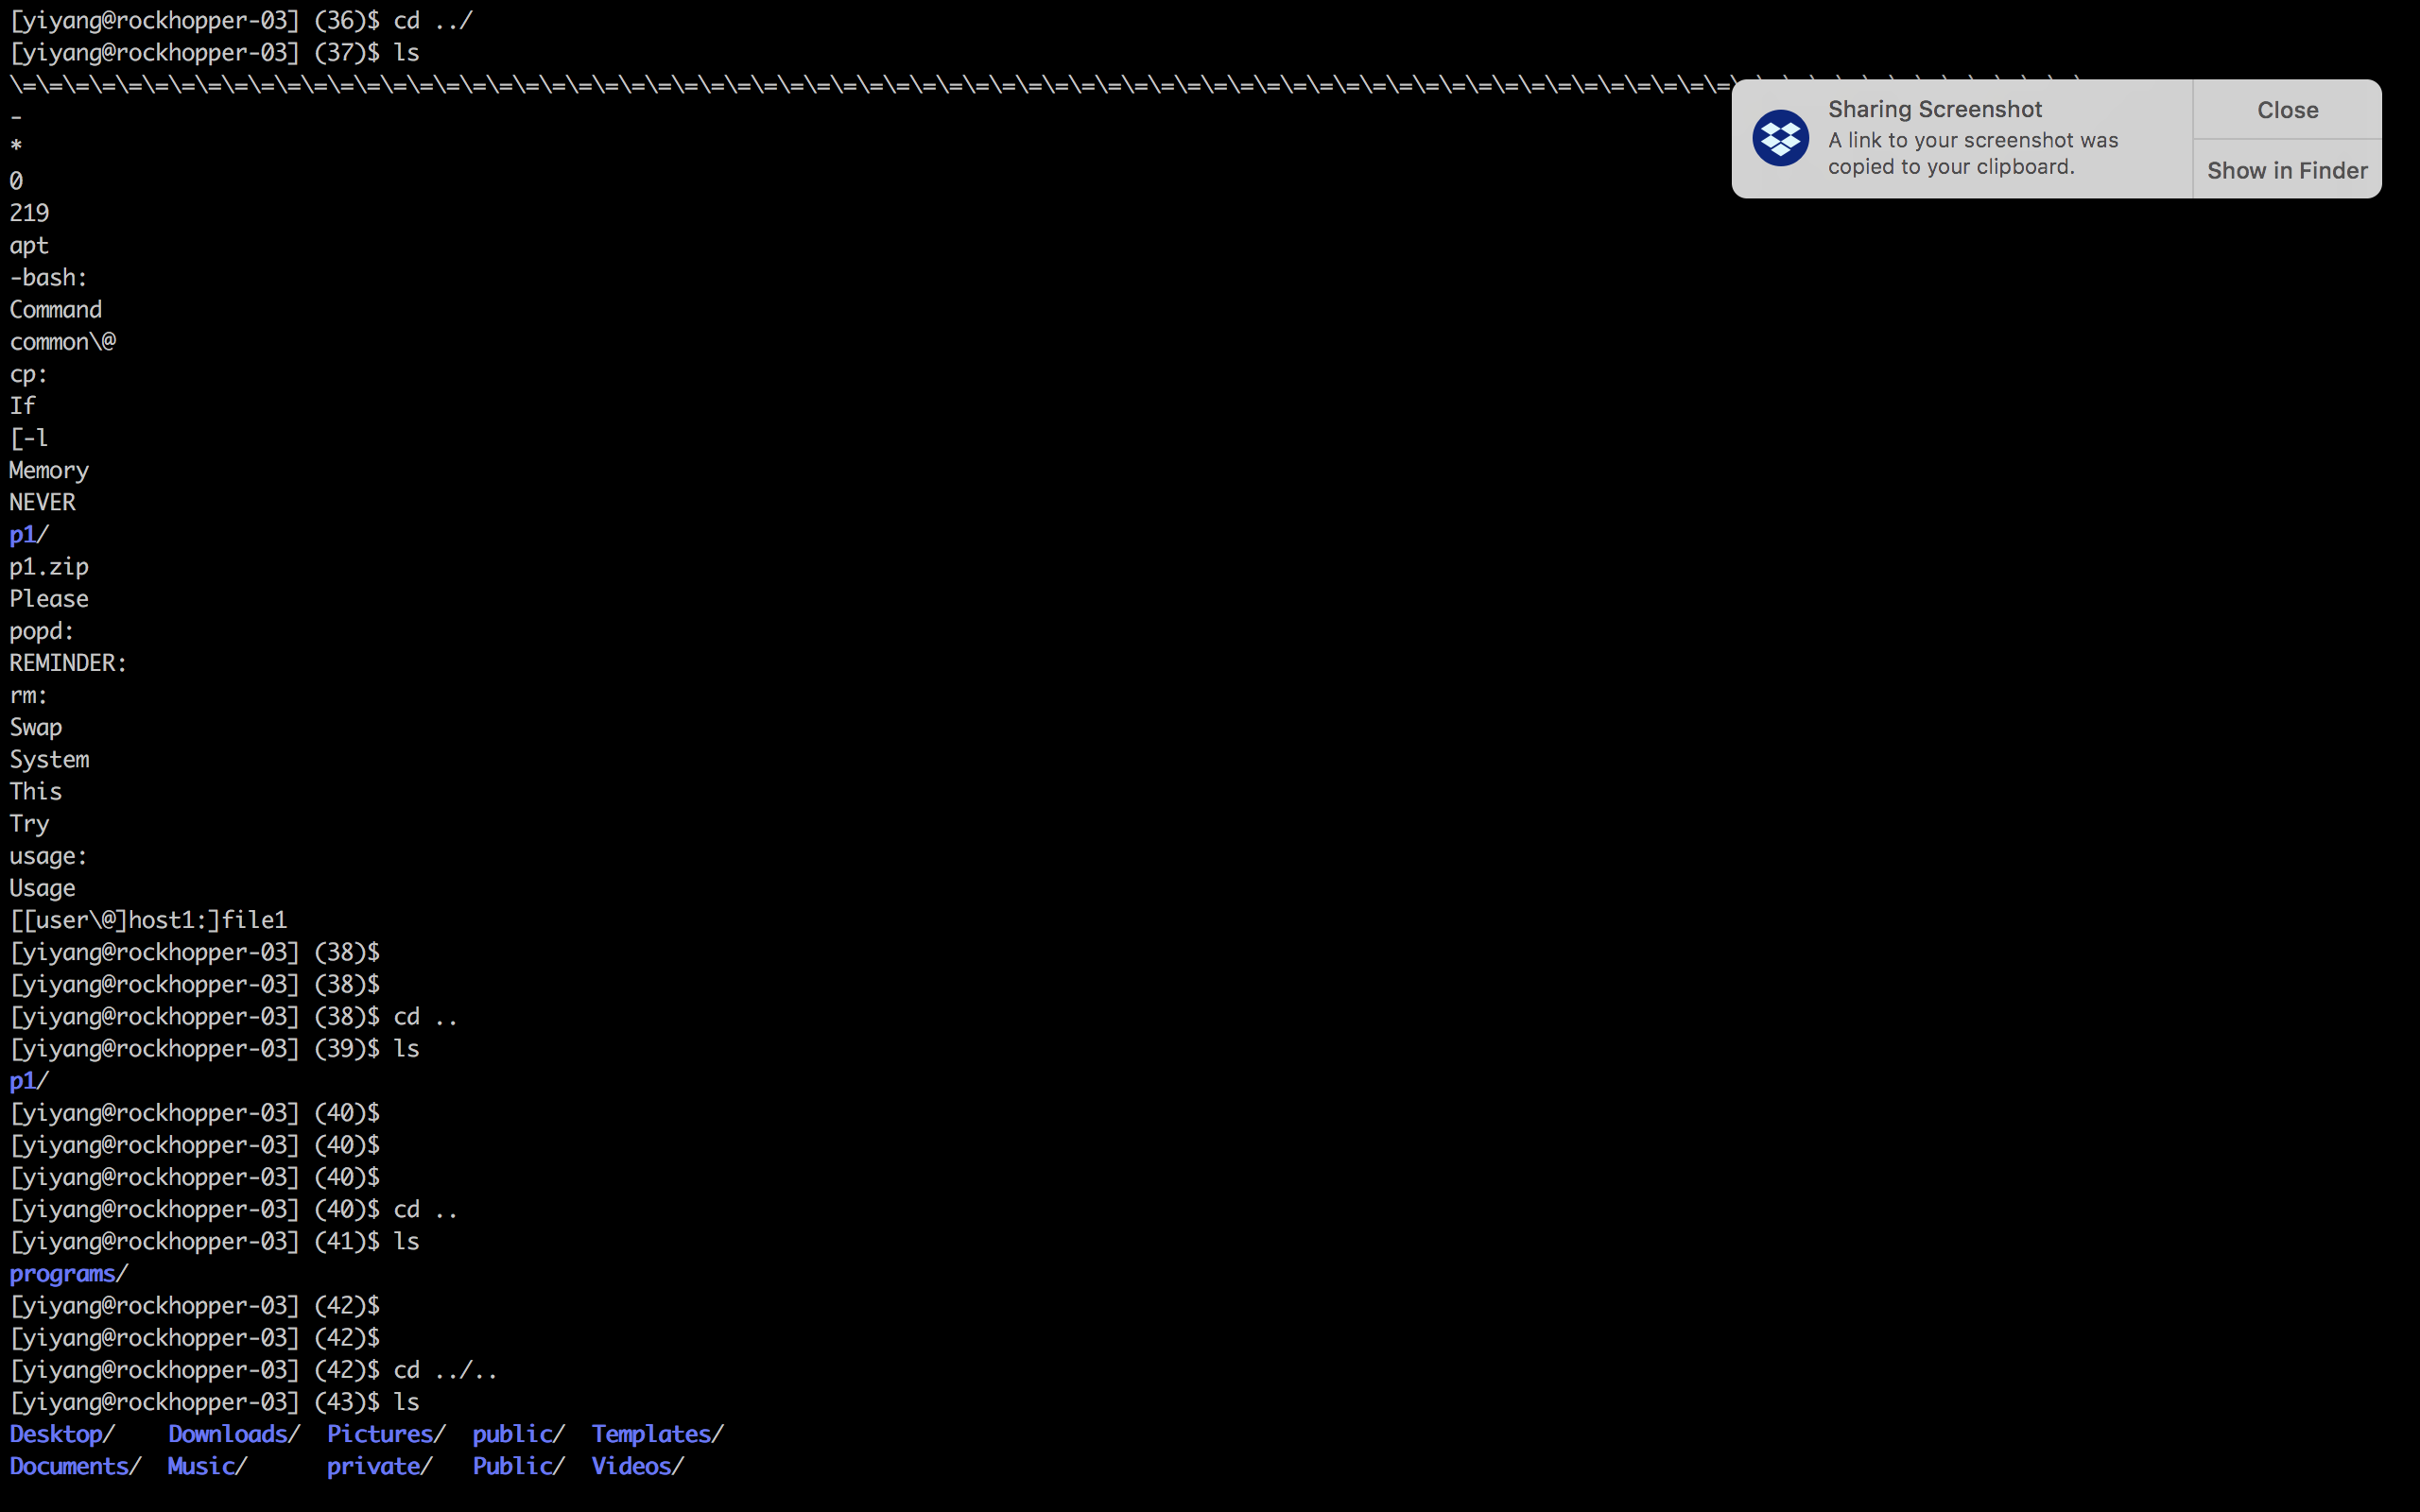 [yiyang@rockhopper-03] (36)$ cd ../
[yiyang@rockhopper-03] (37)$ ls
\=\=\=\=\=\=\=\=\=\=\=\=\=\=\=\=\=\=\=\=\=\=\=\=\=\=\=\=\=\=\=\=\=\=\=\=\=\=\=\=\=\=\=\=\=\=\=\=\=\=\=\=\=\=\=\=\=\=\=\=\=\=\=\=\=\
-
*
0
219
apt
-bash:
Command
common\@
cp:
If
[-l
Memory
NEVER
p1/
p1.zip
Please
popd:
REMINDER:
rm:
Swap
System
This
Try
usage:
Usage
[[user\@]host1:]file1
[yiyang@rockhopper-03] (38)$
[yiyang@rockhopper-03] (38)$
[yiyang@rockhopper-03] (38)$ cd ..
[yiyang@rockhopper-03] (39)$ ls
p1/
[yiyang@rockhopper-03] (40)$
[yiyang@rockhopper-03] (40)$
[yiyang@rockhopper-03] (40)$
[yiyang@rockhopper-03] (40)$ cd ..
[yiyang@rockhopper-03] (41)$ ls
programs/
[yiyang@rockhopper-03] (42)$
[yiyang@rockhopper-03] (42)$
[yiyang@rockhopper-03] (42)$ cd ../..
[yiyang@rockhopper-03] (43)$ ls
Desktop/ Downloads/ Pictures/ public/ Templates/
Documents/ Music/ private/ Public/ Videos/
Sharing Screenshot
A link to your screenshot was
copied to your clipboard.
Close
Show in Finder